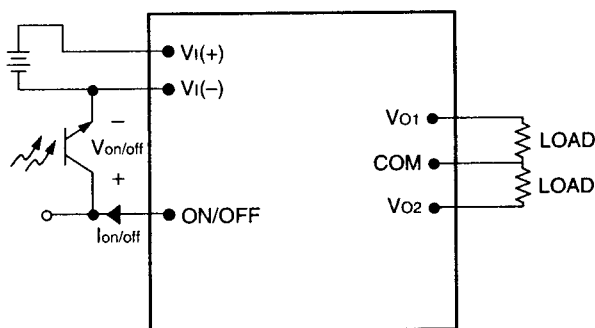 VI(+)
VI(–)
–
Von/off
+
ON/OFF
Ion/off
VO1
COM
VO2
LOAD
LOAD